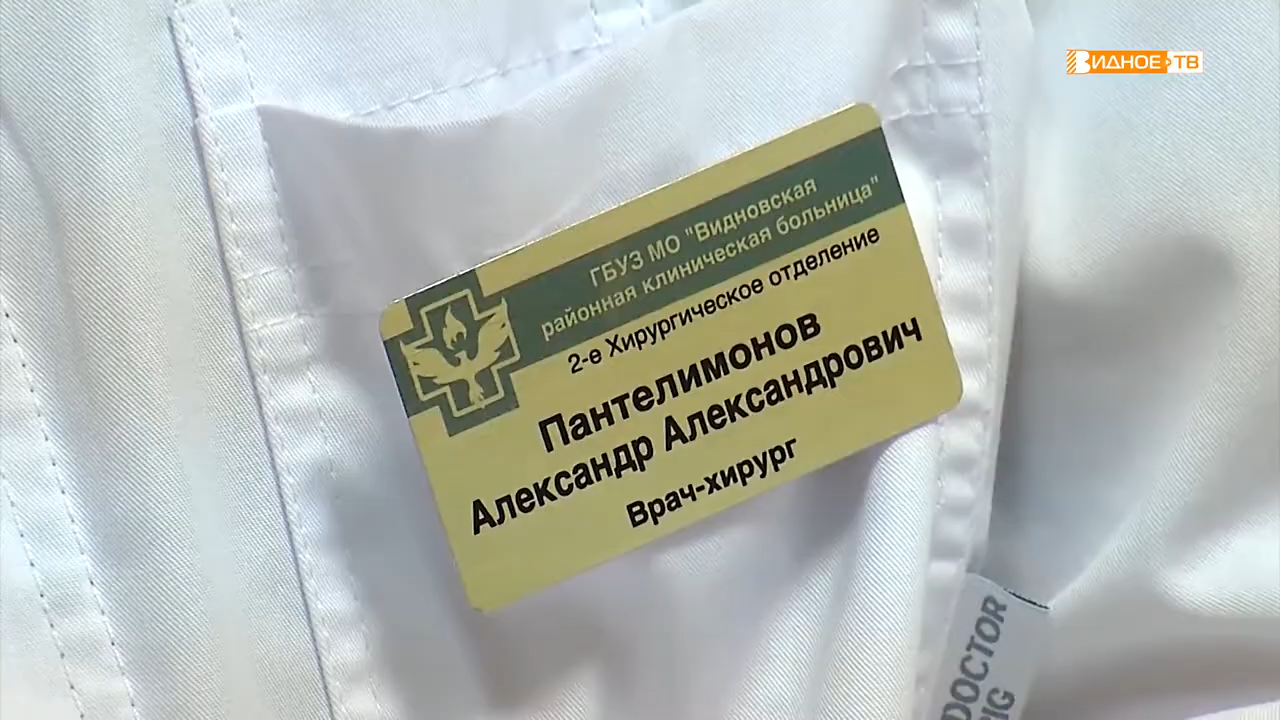 ВИДНОЕ ТВ
ГБУЗ МО "Видновская
районная клиническая больница"
2-е Хирургическое отделение
Пантелимонов
Александр Александрович
Врач-хирург
DOCTOR